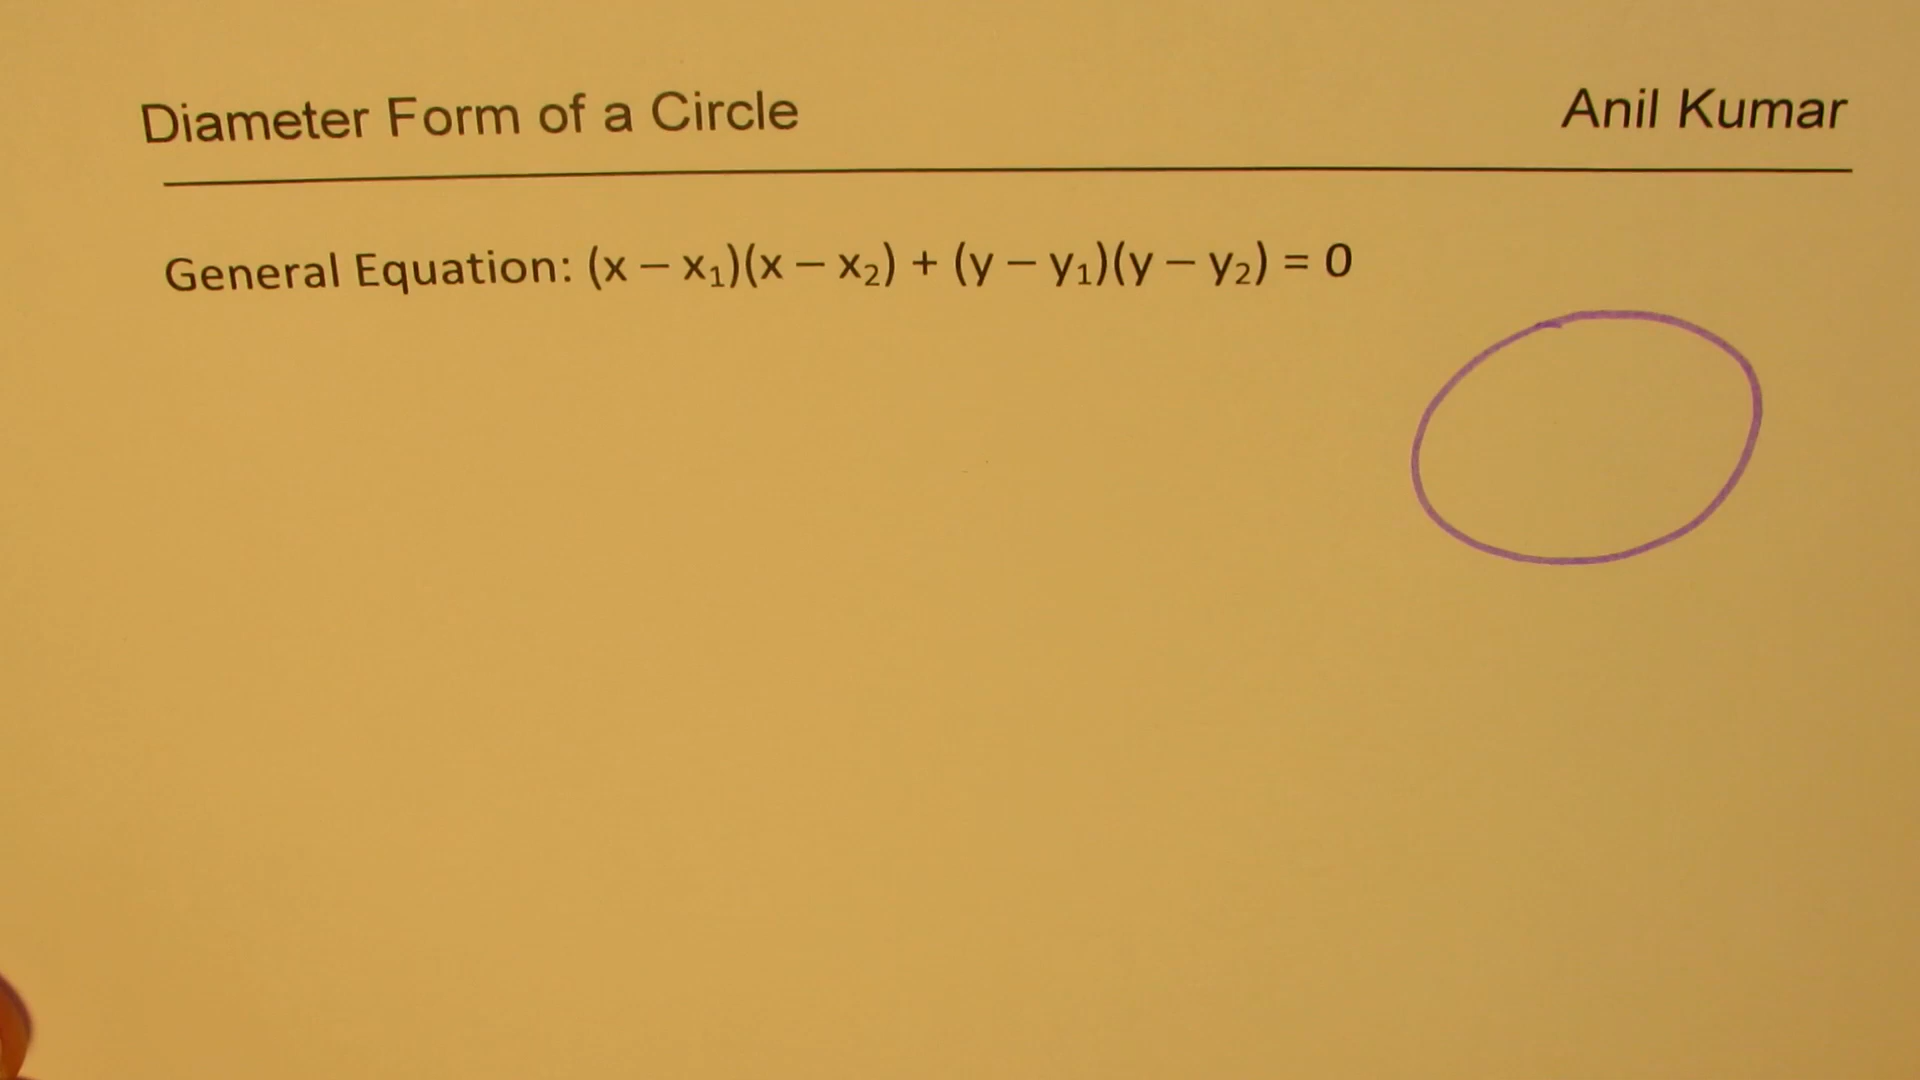 Diameter Form of a Circle Anil Kumar
General Equation: (x – x₁)(x – x₂) + (y – y₁)(y – y₂) = 0